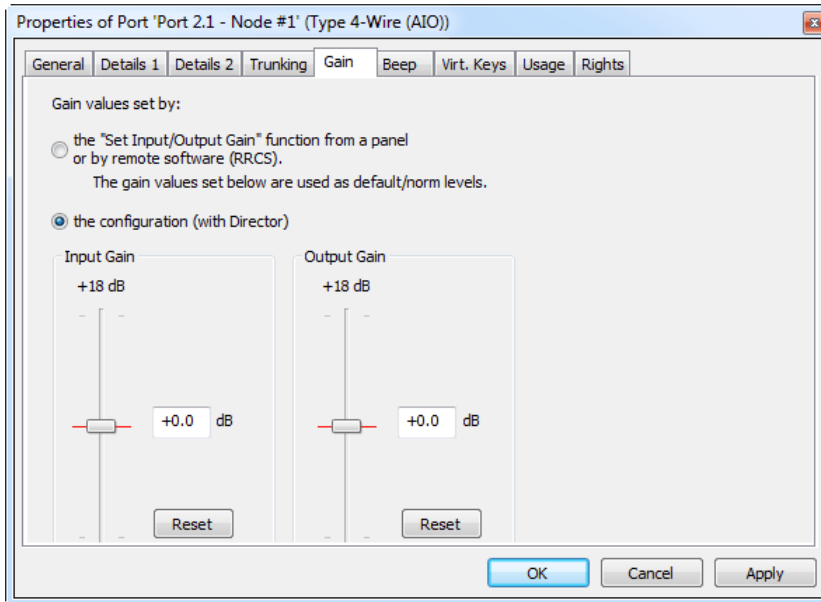 Properties of Port 'Port 2.1 - Node #1' (Type 4-Wire (AIO))
General Details 1 Details 2 Trunking Gain Beep Virt. Keys Usage Rights
Gain values set by:
the "Set Input/Output Gain" function from a panel
or by remote software (RRCS).
The gain values set below are used as default/norm levels.
the configuration (with Director)
Input Gain Output Gain
+18 dB +18 dB
+0.0 dB +0.0 dB
Reset Reset
OK Cancel Apply